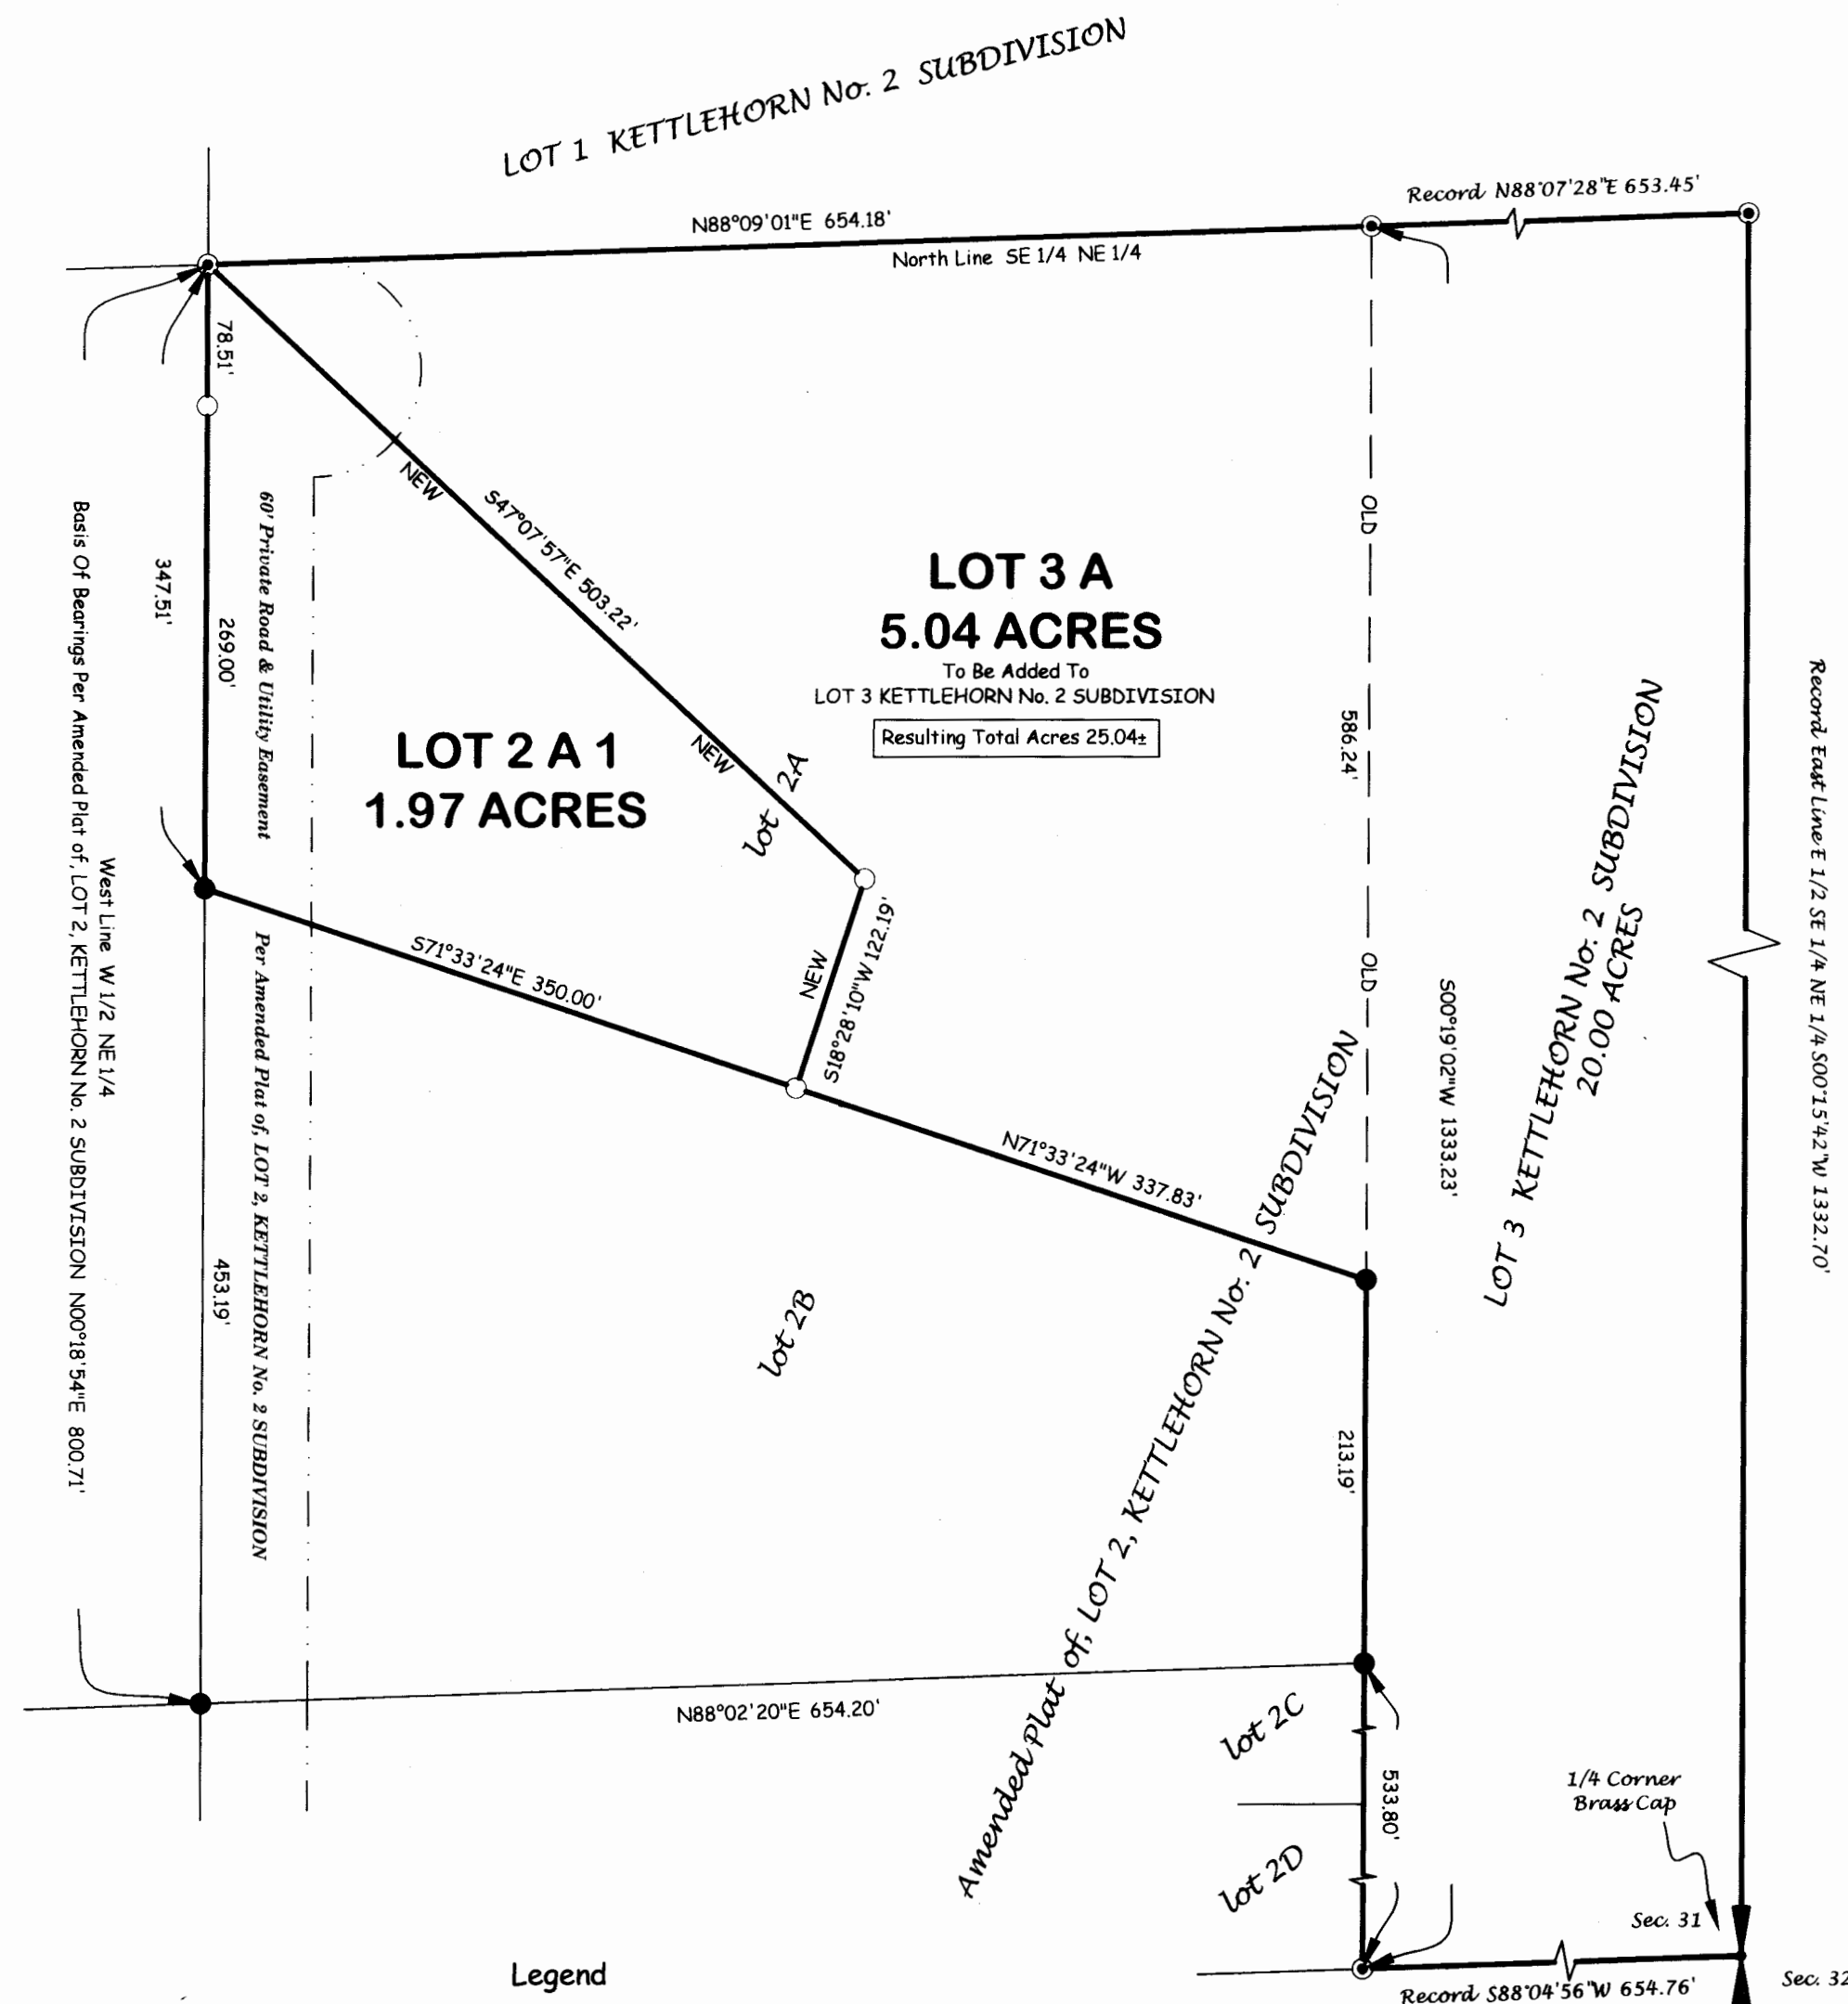 LOT 1 KETTLEHORN No. 2 SUBDIVISION
Record N88°07'28"E 653.45'
N88°09'01"E 654.18'
North Line SE 1/4 NE 1/4
78.51'
NEW
S47°07'57"E 503.22'
NEW
OLD
LOT 3 A
5.04 ACRES
To Be Added To
LOT 3 KETTLEHORN No. 2 SUBDIVISION
Resulting Total Acres 25.04±
586.24'
347.51'
269.00'
60' Private Road & Utility Easement
Per Amended Plat of, LOT 2, KETTLEHORN No. 2 SUBDIVISION
LOT 2 A 1
1.97 ACRES
lot 2A
West Line W 1/2 NE 1/4
Basis Of Bearings Per Amended Plat of, LOT 2, KETTLEHORN No. 2 SUBDIVISION N00°18'54"E 800.71'
S71°33'24"E 350.00'
NEW
S18°28'10"W 122.19'
OLD
S00°19'02"W 1333.23'
LOT 3 KETTLEHORN No. 2 SUBDIVISION
20.00 ACRES
Record East Line E 1/2 SE 1/4 NE 1/4 S00°15'42"W 1332.70'
N71°33'24"W 337.83'
Amended Plat of, LOT 2, KETTLEHORN No. 2 SUBDIVISION
453.19'
lot 2B
213.19'
N88°02'20"E 654.20'
lot 2C
533.80'
lot 2D
1/4 Corner
Brass Cap
Sec. 31
Sec. 32
Legend
Record S88°04'56"W 654.76'